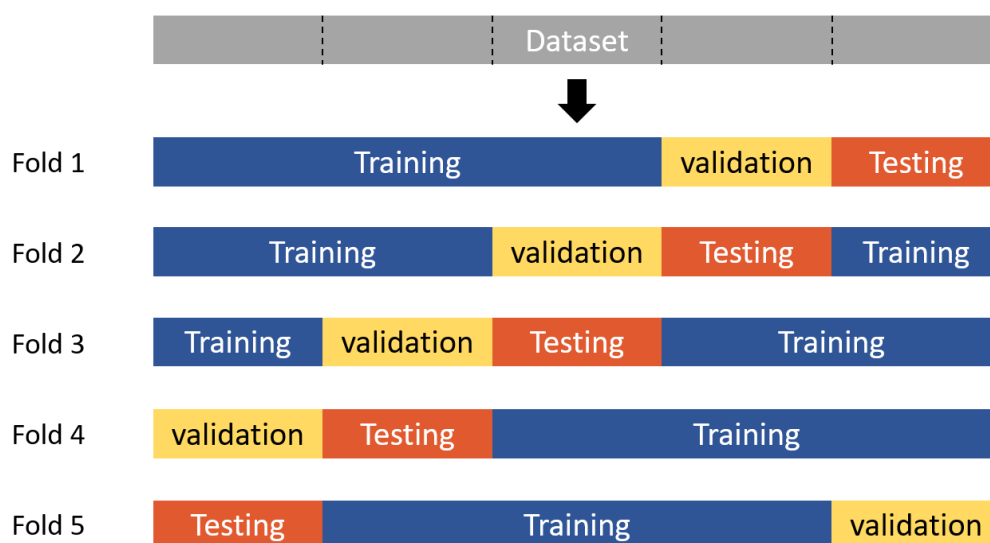 Dataset
Fold 1 Training validation Testing
Fold 2 Training validation Testing Training
Fold 3 Training validation Testing Training
Fold 4 validation Testing Training
Fold 5 Testing Training validation